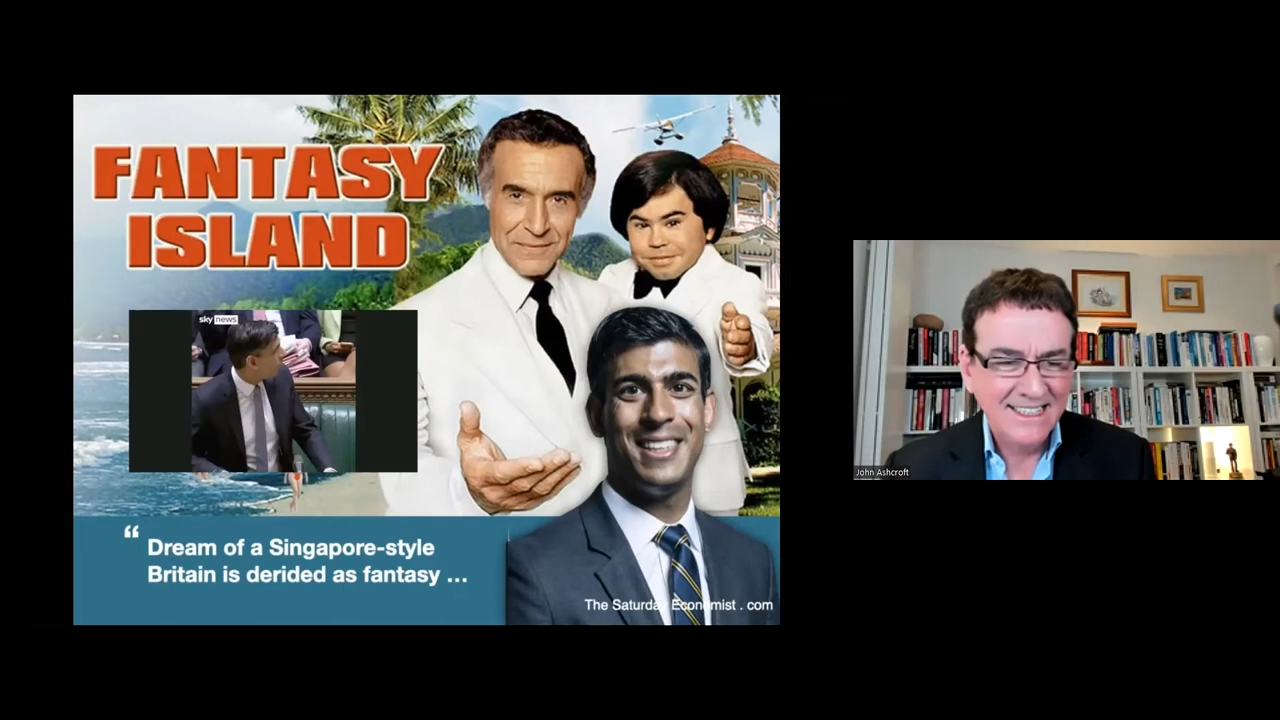 FANTASY
ISLAND
sky news
“ Dream of a Singapore-style
Britain is derided as fantasy ...
The Saturday Economist . com
John Ashcroft